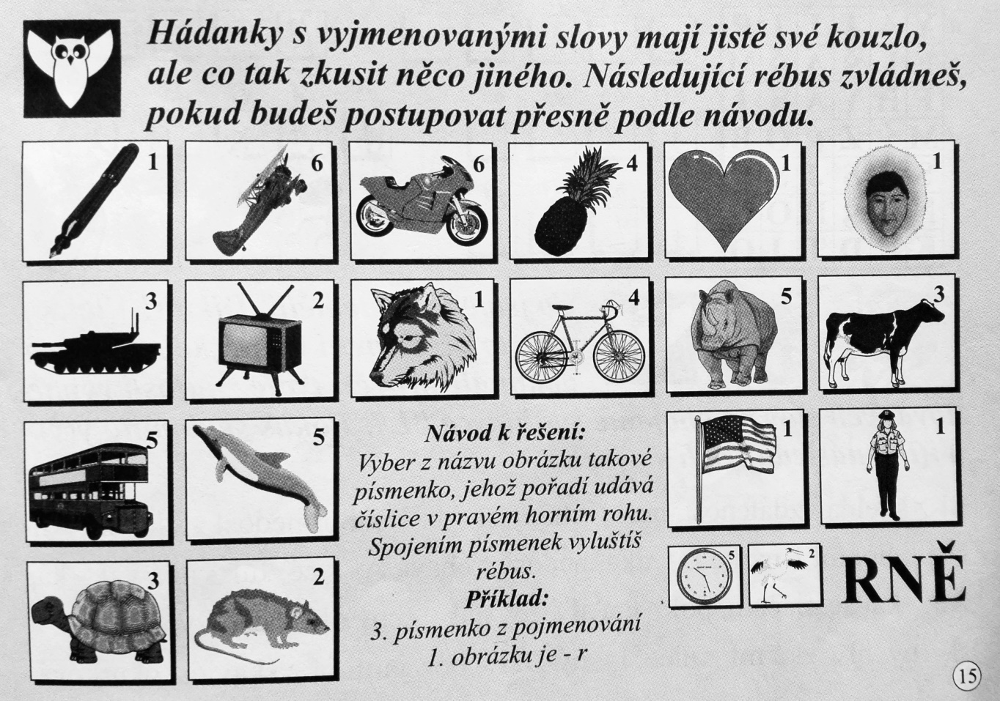 Hádanky s vyjmenovanými slovy mají jistě své kouzlo,
ale co tak zkusit něco jiného. Následující rébus zvládneš,
pokud budeš postupovat přesně podle návodu.
1 6 6 4 1 1
3 2 1 4 5 3
5 5 1 1
Návod k řešení:
Vyber z názvu obrázku takové
písmenko, jehož pořadí udává
číslice v pravém horním rohu.
Spojením písmenek vyluštíš
rébus.
Příklad:
3. písmenko z pojmenování
1. obrázku je - r
5 2 RNĚ
3 2
15